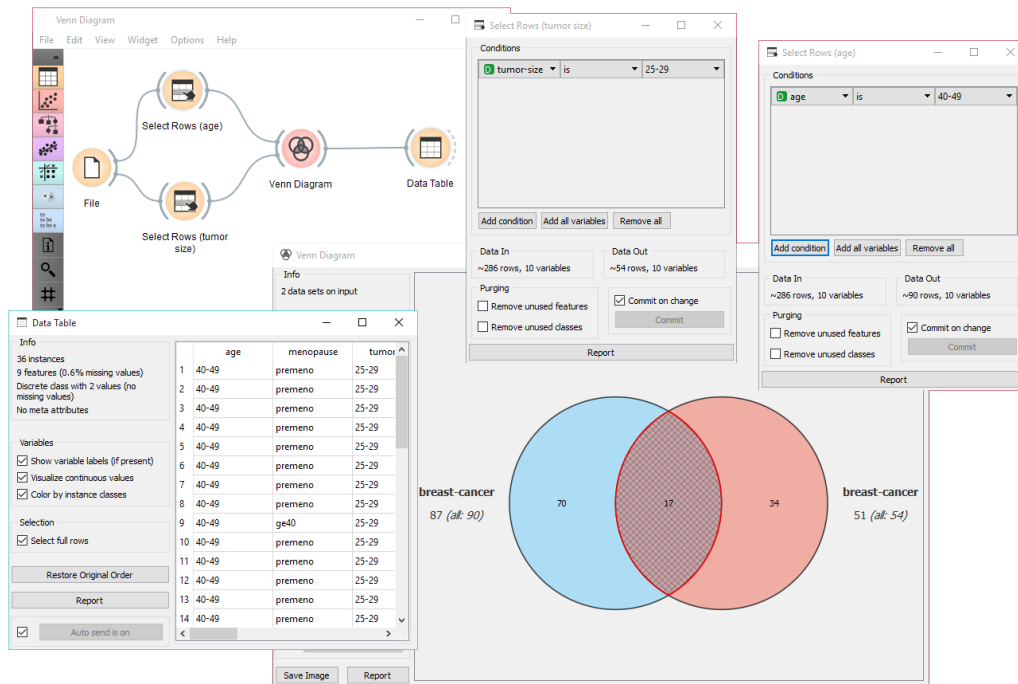 Venn Diagram
File Edit View Widget Options Help
to
to be
to be s
File
Select Rows (age)
Select Rows (tumor
size)
Venn Diagram
Data Table
Select Rows (tumor size)
Conditions
D tumor-size is 25-29
Add condition Add all variables Remove all
Data In
~286 rows, 10 variables
Data Out
~54 rows, 10 variables
Purging
Remove unused features
Remove unused classes
Commit on change
Commit
Report
Select Rows (age)
Conditions
D age is 40-49
Add condition Add all variables Remove all
Data In
~286 rows, 10 variables
Data Out
~90 rows, 10 variables
Purging
Remove unused features
Remove unused classes
Commit on change
Commit
Report
Venn Diagram
Info
2 data sets on input
breast-cancer
87 (all: 90)
70
17
34
breast-cancer
51 (all: 54)
Save Image Report
Data Table
Info
36 instances
9 features (0.6% missing values)
Discrete class with 2 values (no
missing values)
No meta attributes
Variables
Show variable labels (if present)
Visualize continuous values
Color by instance classes
Selection
Select full rows
Restore Original Order
Report
Auto send is on
age menopause tumor
1 40-49 premeno 25-29
2 40-49 premeno 25-29
3 40-49 premeno 25-29
4 40-49 premeno 25-29
5 40-49 premeno 25-29
6 40-49 premeno 25-29
7 40-49 premeno 25-29
8 40-49 premeno 25-29
9 40-49 ge40 25-29
10 40-49 premeno 25-29
11 40-49 premeno 25-29
12 40-49 premeno 25-29
13 40-49 premeno 25-29
14 40-49 premeno 25-29